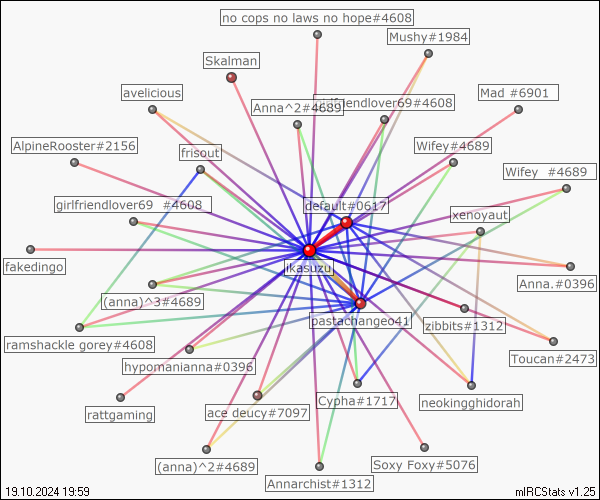 no cops no laws no hope#4608
Mushy#1984
Skalman
avelicious
Mad #6901
Anna^2#4689
girlfriendlover69#4608
AlpineRooster#2156
frisout
Wifey#4689
Wifey #4689
girlfriendlover69 #4608
default#0617
xenoyaut
fakedingo
ikasuzu
Anna.#0396
(anna)^3#4689
pastachange041
zibbits#1312
ramshackle gorey#4608
Toucan#2473
hypomanianna#0396
rattgaming
ace deucy#7097
Cypha#1717
neokingghidorah
(anna)^2#4689
Annarchist#1312
Soxy Foxy#5076
19.10.2024 19:59
mIRCStats v1.25